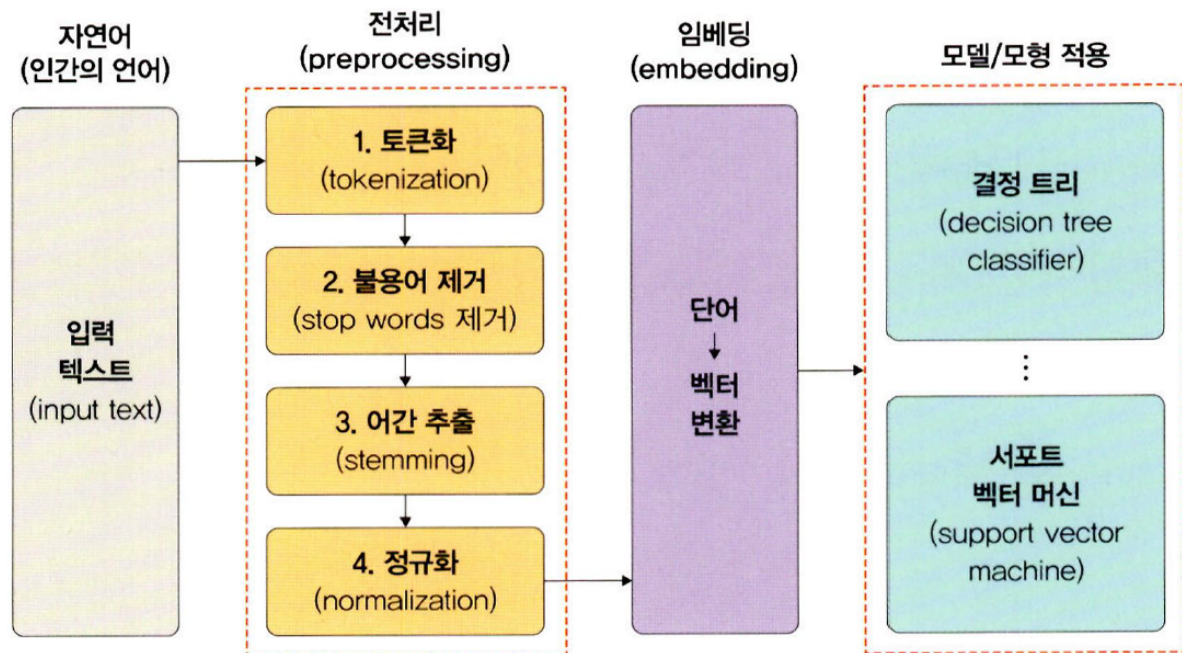 자연어
(인간의 언어)
입력
텍스트
(input text)
전처리
(preprocessing)
1. 토큰화
(tokenization)
2. 불용어 제거
(stop words 제거)
3. 어간 추출
(stemming)
4. 정규화
(normalization)
임베딩
(embedding)
단어
벡터
변환
모델/모형 적용
결정 트리
(decision tree
classifier)
⋮
서포트
벡터 머신
(support vector
machine)